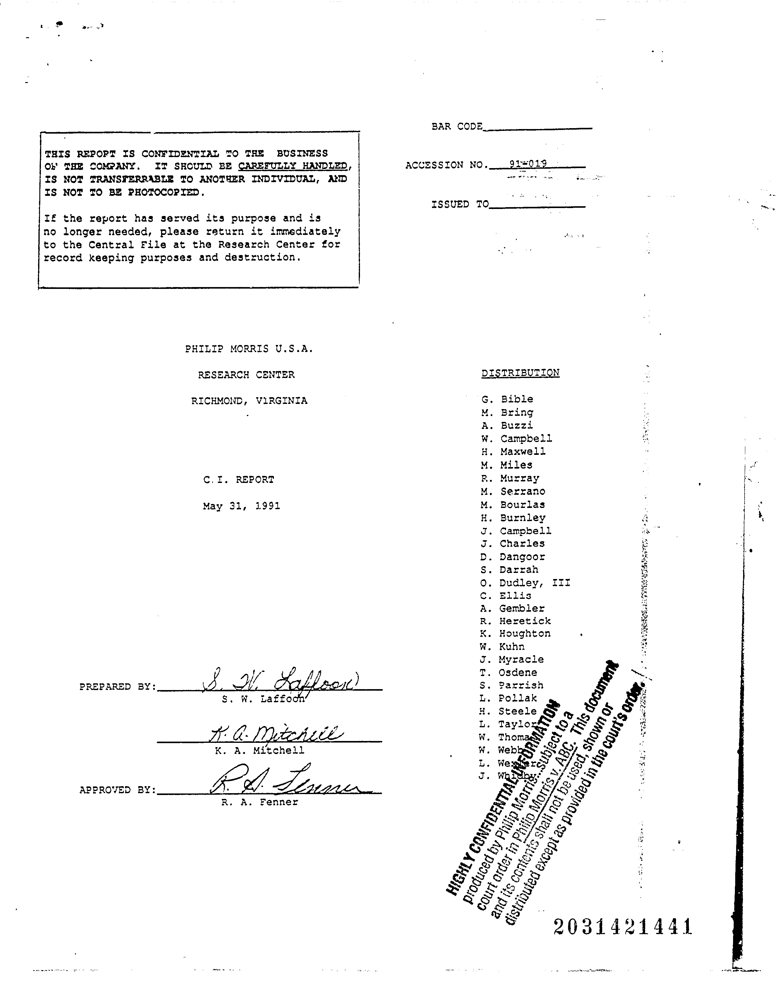 BAR CODE
THIS REPOPT IS CONFIDENTIAL TO THE BUSINESS
OF THE COMPANY. IT SHOULD BE CAREFULLY HANDLED,
IS NOT TRANSFERRABLE TO ANOTHER INDIVIDUAL, AND
IS NOT TO BE PHOTOCOPIED.
If the report has served its purpose and is
no longer needed, please return it immediately
to the Central File at the Research Center for
record keeping purposes and destruction.
ACCESSION NO. 91-019
ISSUED TO
PHILIP MORRIS U.S.A.
RESEARCH CENTER
RICHMOND, VIRGINIA
C.I. REPORT
May 31, 1991
DISTRIBUTION
G. Bible
M. Bring
A. Buzzi
W. Campbell
H. Maxwell
M. Miles
R. Murray
M. Serrano
M. Bourlas
H. Burnley
J. Campbell
J. Charles
D. Dangoor
S. Darrah
O. Dudley, III
C. Ellis
A. Gembler
R. Heretick
K. Houghton
W. Kuhn
J. Myracle
T. Osdene
S. Parrish
L. Pollak
H. Steele
L. Taylor
W. Thomas
W. Webb
L.
J.
PREPARED BY: S. W. Laffoon
S. W. Laffoon
K. A. Mitchell
K. A. Mitchell
APPROVED BY: R. A. Fenner
R. A. Fenner
HIGHLY CONFIDENTIAL INFORMATION
produced by Philip Morris, subject to a
court order in Philip Morris v. ABC. This document
and its contents shall not be used, shown or
distributed except as provided in the court's order.
2031421441